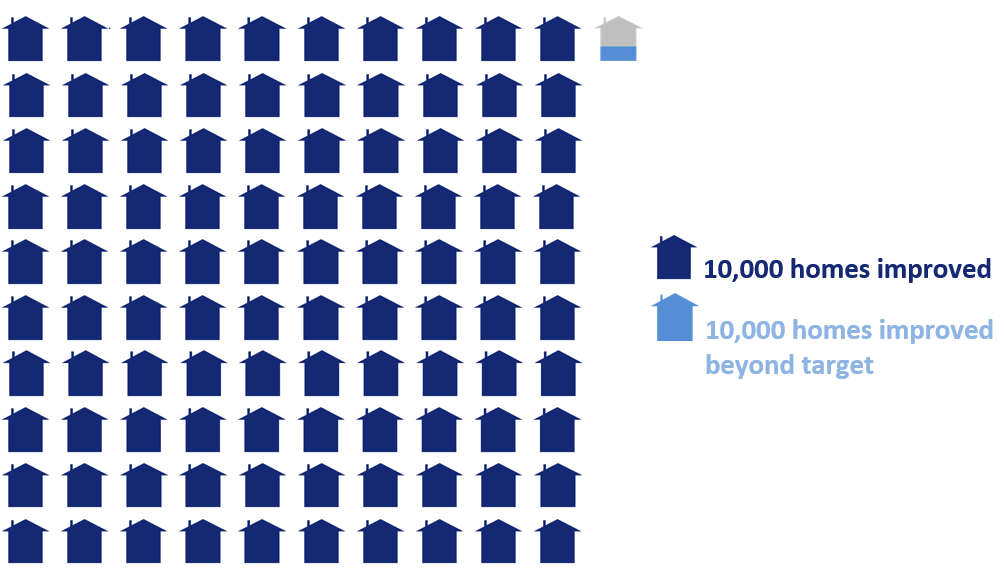 10,000 homes improved
10,000 homes improved
beyond target